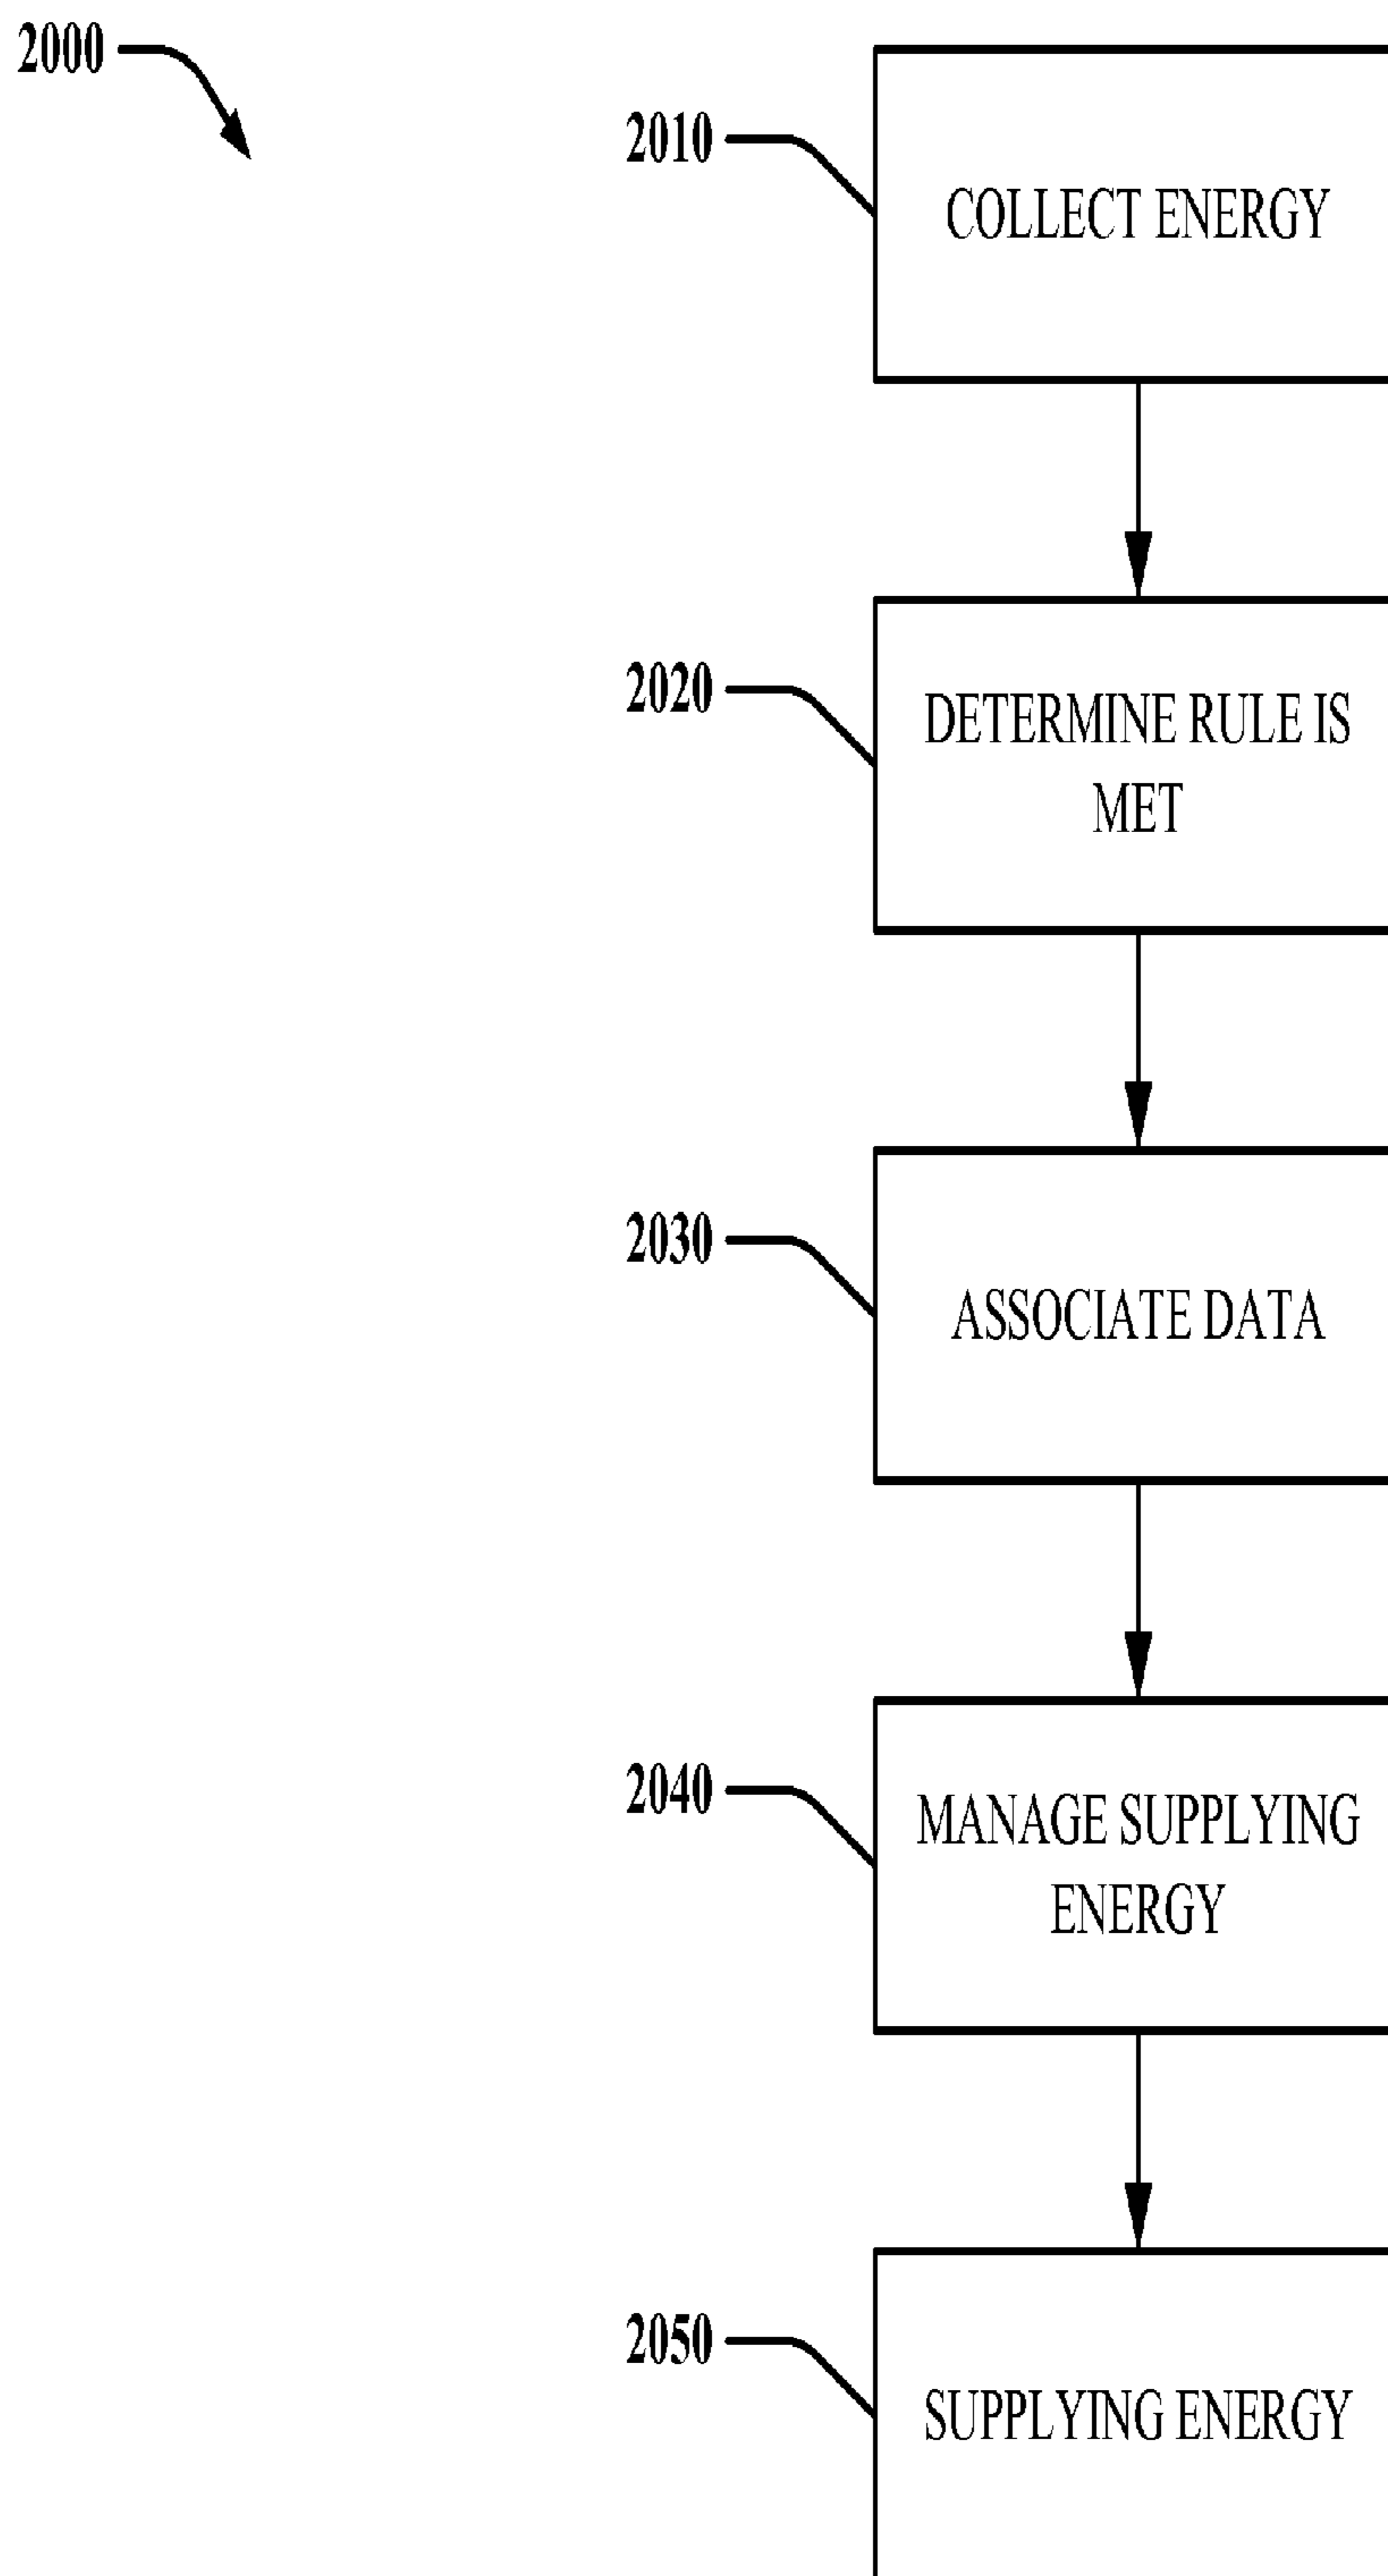 2000
2010
COLLECT ENERGY
2020
DETERMINE RULE IS
MET
2030
ASSOCIATE DATA
2040
MANAGE SUPPLYING
ENERGY
2050
SUPPLYING ENERGY